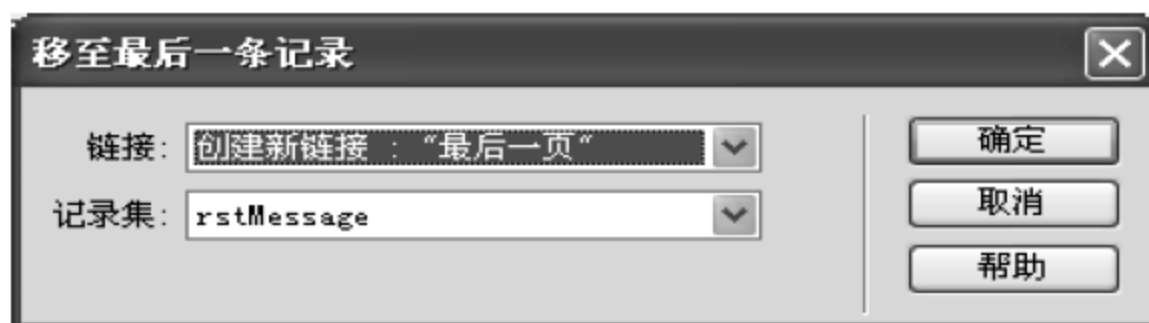 移至最后一条记录
链接: 创建新链接 : "最后一页"
确定
记录集: rstMessage
取消
帮助